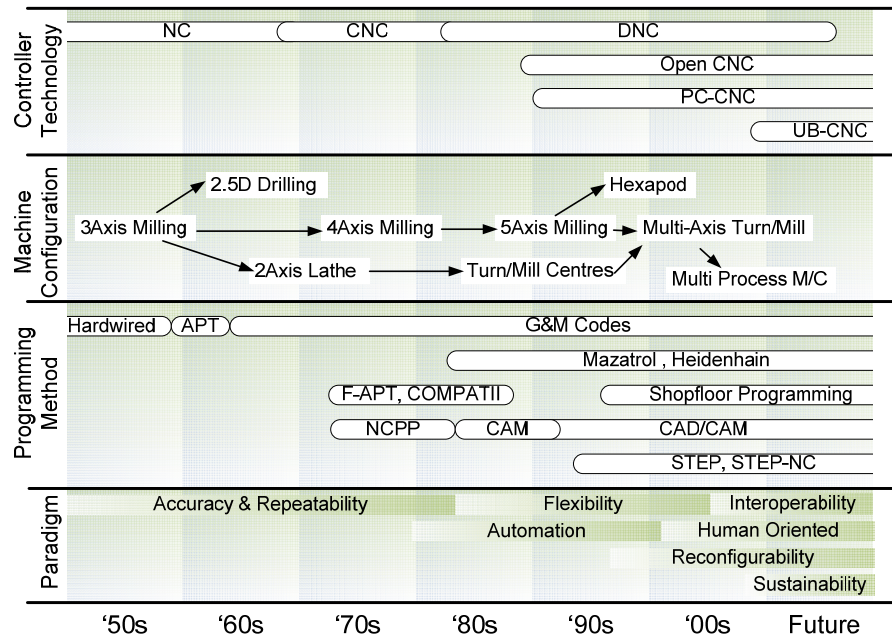 Controller Technology
NC
CNC
DNC
Open CNC
PC-CNC
UB-CNC
Machine Configuration
2.5D Drilling
Hexapod
3Axis Milling
4Axis Milling
5Axis Milling
Multi-Axis Turn/Mill
2Axis Lathe
Turn/Mill Centres
Multi Process M/C
Programming Method
Hardwired
APT
G&M Codes
Mazatrol , Heidenhain
F-APT, COMPATII
Shopfloor Programming
NCPP
CAM
CAD/CAM
STEP, STEP-NC
Paradigm
Accuracy & Repeatability
Flexibility
Interoperability
Automation
Human Oriented
Reconfigurability
Sustainability
‘50s
‘60s
‘70s
‘80s
‘90s
‘00s
Future